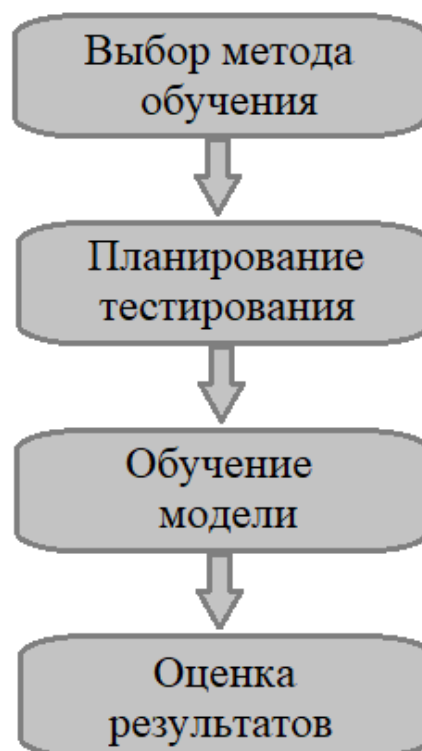 Выбор метода
обучения
Планирование
тестирования
Обучение
модели
Оценка
результатов